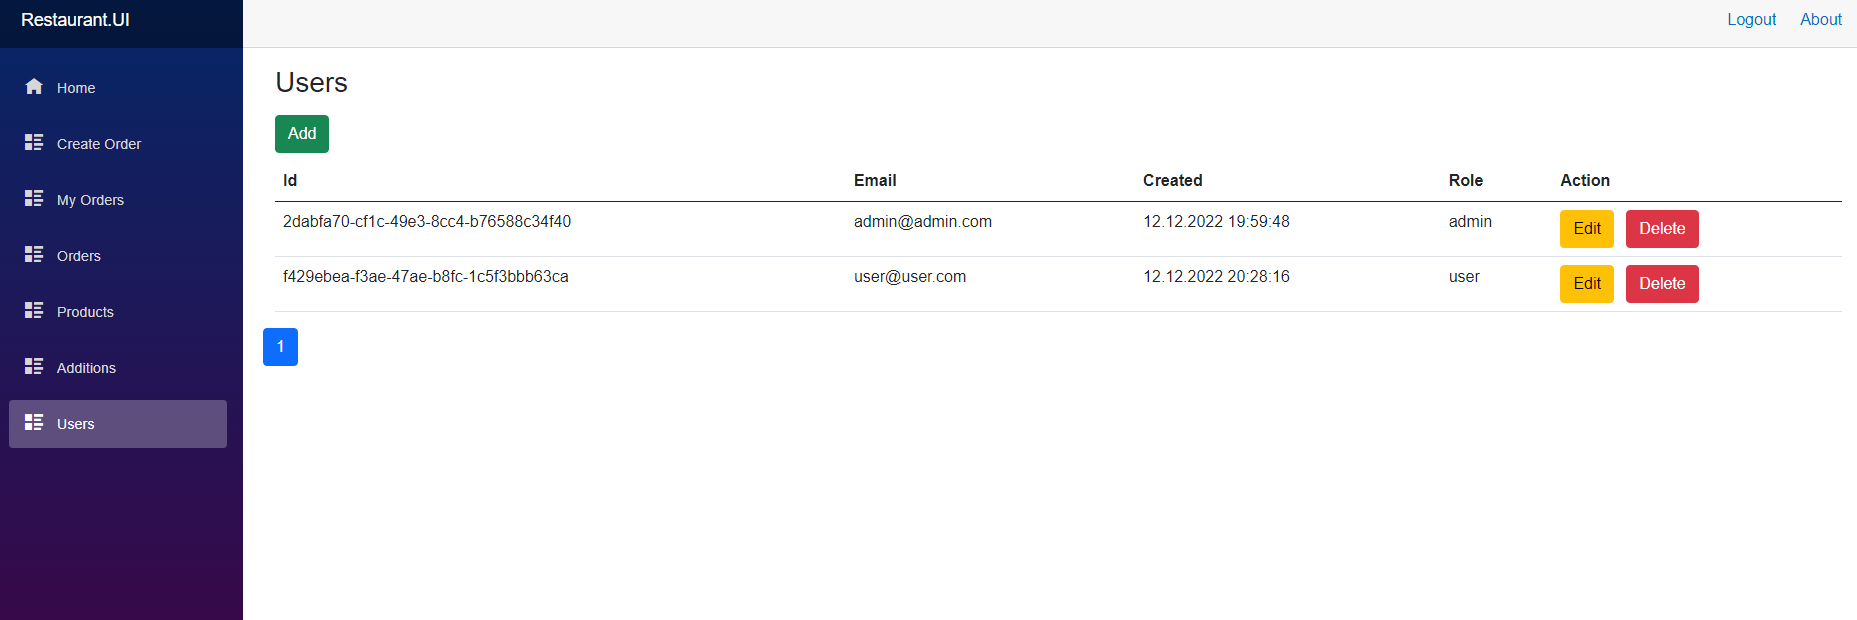 Restaurant.UI
Logout About
Home
Create Order
My Orders
Orders
Products
Additions
Users
Users
Add
Id Email Created Role Action
2dabfa70-cf1c-49e3-8cc4-b76588c34f40 admin@admin.com 12.12.2022 19:59:48 admin Edit Delete
f429ebea-f3ae-47ae-b8fc-1c5f3bbb63ca user@user.com 12.12.2022 20:28:16 user Edit Delete
1